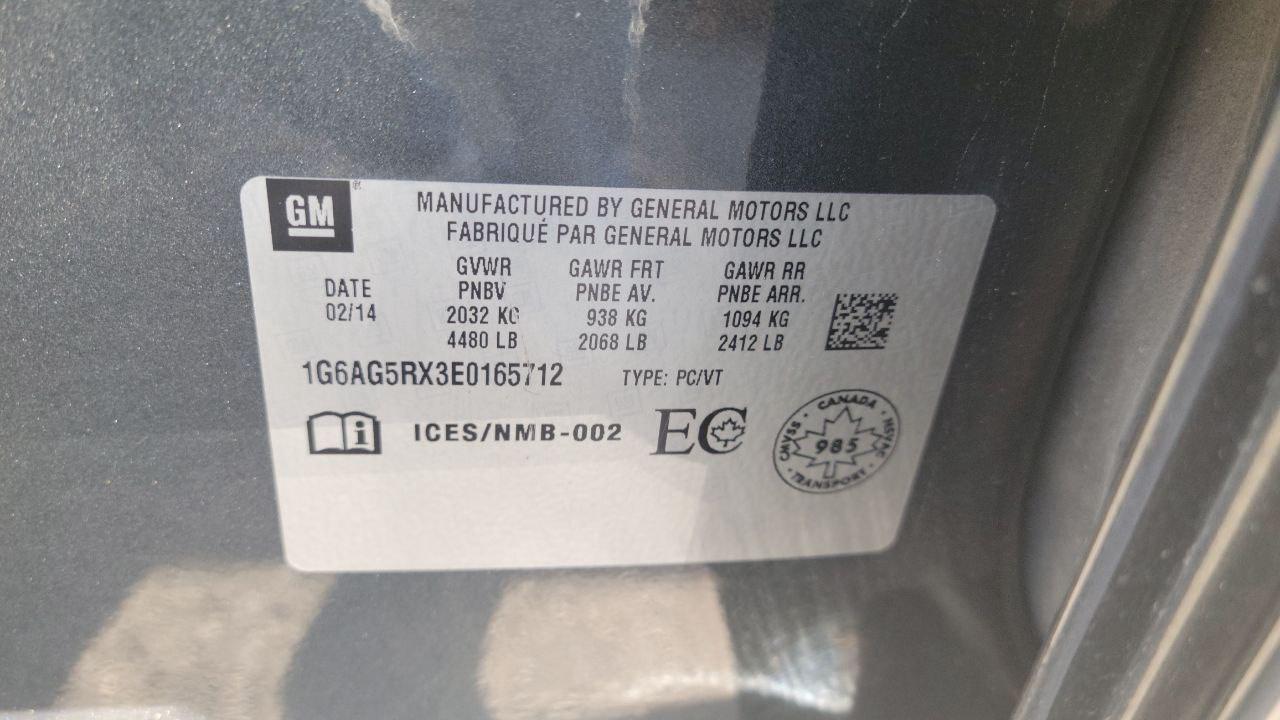 GM
MANUFACTURED BY GENERAL MOTORS LLC
FABRIQUÉ PAR GENERAL MOTORS LLC
DATE
02/14
GVWR
PNBV
2032 KG
4480 LB
GAWR FRT
PNBE AV.
938 KG
2068 LB
GAWR RR
PNBE ARR.
1094 KG
2412 LB
1G6AG5RX3E0165712 TYPE: PC/VT
i ICES/NMB-002 EC
CANADA
CMVSS
985
NSVAC
TRANSPORT